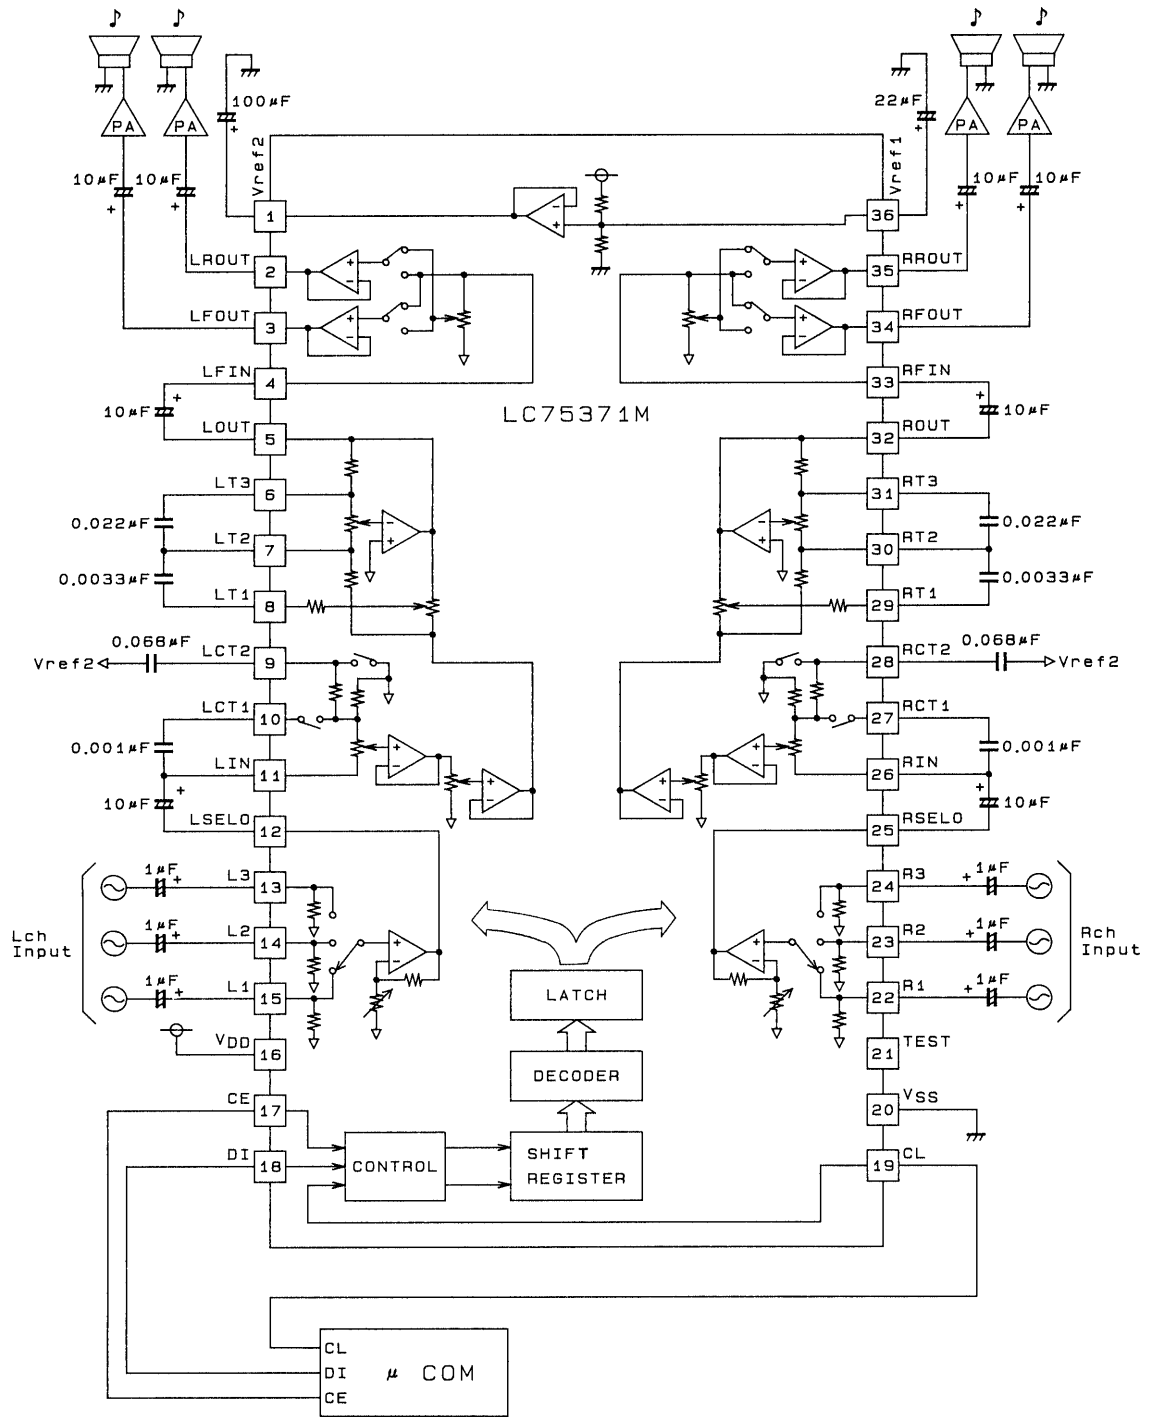 PA PA PA PA
100μF 22μF
10μF 10μF 10μF 10μF
Vref2 Vref1
1 36
LROUT 2 35 RROUT
LFOUT 3 34 RFOUT
LFIN 4 33 RFIN
10μF LC75371M 10μF
LOUT 5 32 ROUT
LT3 6 31 RT3
0.022μF 0.022μF
LT2 7 30 RT2
0.0033μF 0.0033μF
LT1 8 29 RT1
0.068μF 0.068μF
Vref2 LCT2 9 28 RCT2 Vref2
LCT1 10 27 RCT1
0.001μF 0.001μF
LIN 11 26 RIN
10μF 10μF
LSELO 12 25 RSELO
1μF L3 13 24 R3 1μF
Lch Input 1μF L2 14 23 R2 1μF Rch Input
1μF L1 15 22 R1 1μF
LATCH
VDD 16 21 TEST
DECODER
CE 17 20 VSS
DI 18 19 CL
CONTROL
SHIFT
REGISTER
CL
DI μ COM
CE